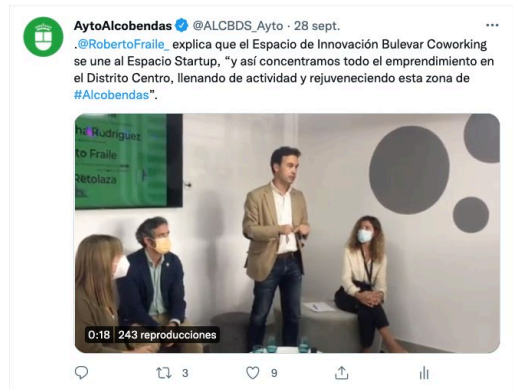 AytoAlcobendas @ALCBDS_Ayto · 28 sept.
.@RobertoFraile_ explica que el Espacio de Innovación Bulevar Coworking
se une al Espacio Startup, “y así concentramos todo el emprendimiento en
el Distrito Centro, llenando de actividad y rejuveneciendo esta zona de
#Alcobendas”.
Rodríguez
to Fraile
Retolaza
0:18 243 reproducciones
3 9